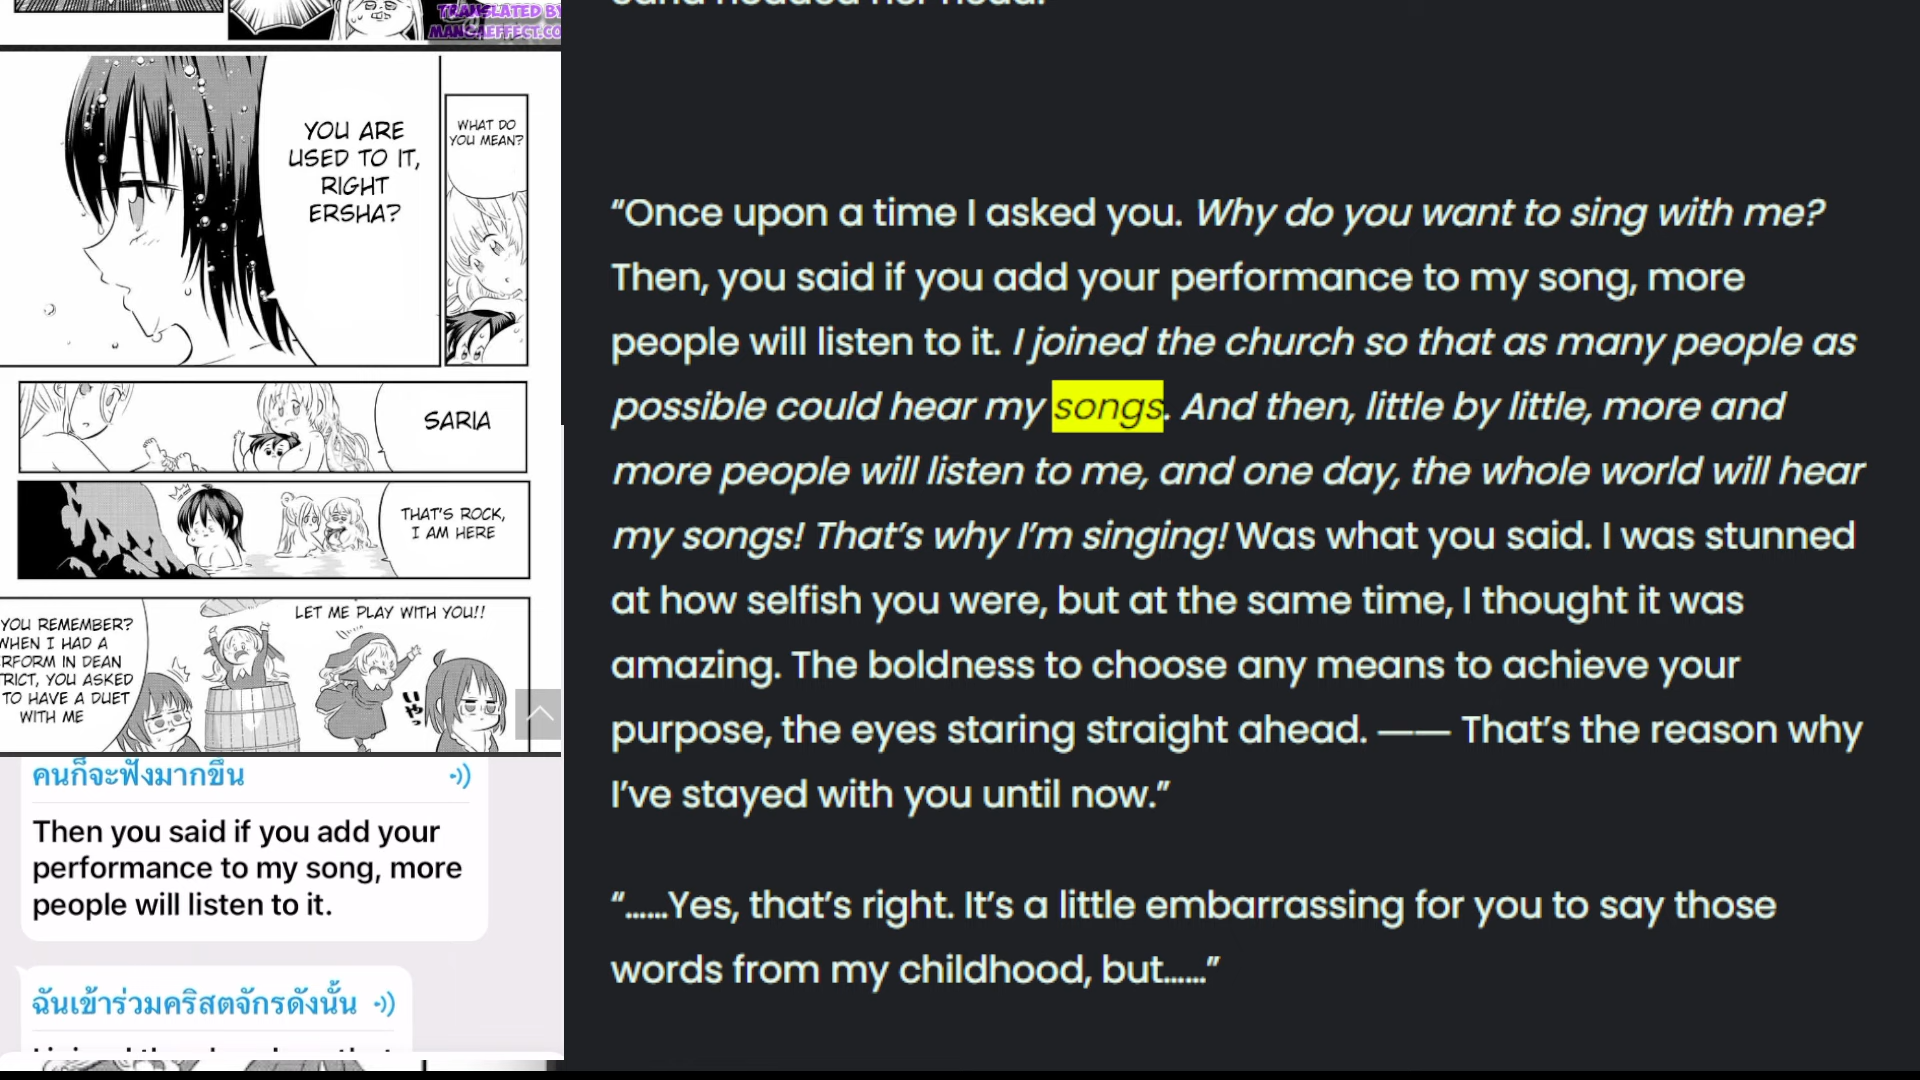 TRANSLATED BY
MANGAEFFECT.CO
YOU ARE
USED TO IT,
RIGHT
ERSHA?
WHAT DO
YOU MEAN?
SARIA
THAT'S ROCK,
I AM HERE
YOU REMEMBER?
WHEN I HAD A
RFORM IN DEAN
TRICT, YOU ASKED
TO HAVE A DUET
WITH ME
LET ME PLAY WITH YOU!!
คนก็จะฟังมากขึ้น
Then you said if you add your
performance to my song, more
people will listen to it.
ฉันเข้าร่วมคริสตจักรดังนั้น
“Once upon a time I asked you. Why do you want to sing with me?
Then, you said if you add your performance to my song, more
people will listen to it. I joined the church so that as many people as
possible could hear my songs. And then, little by little, more and
more people will listen to me, and one day, the whole world will hear
my songs! That’s why I’m singing! Was what you said. I was stunned
at how selfish you were, but at the same time, I thought it was
amazing. The boldness to choose any means to achieve your
purpose, the eyes staring straight ahead. —— That’s the reason why
I’ve stayed with you until now.”
“……Yes, that’s right. It’s a little embarrassing for you to say those
words from my childhood, but……”